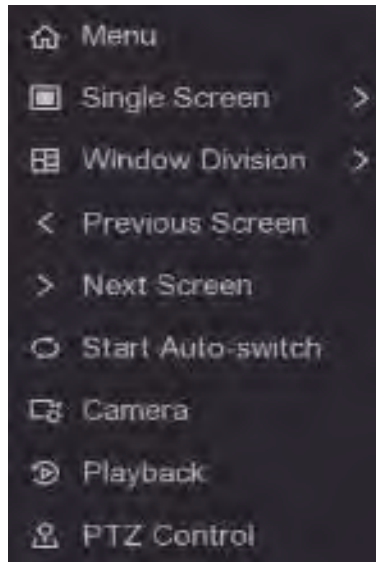 Menu
Single Screen
Window Division
Previous Screen
Next Screen
Start Auto-switch
Camera
Playback
PTZ Control